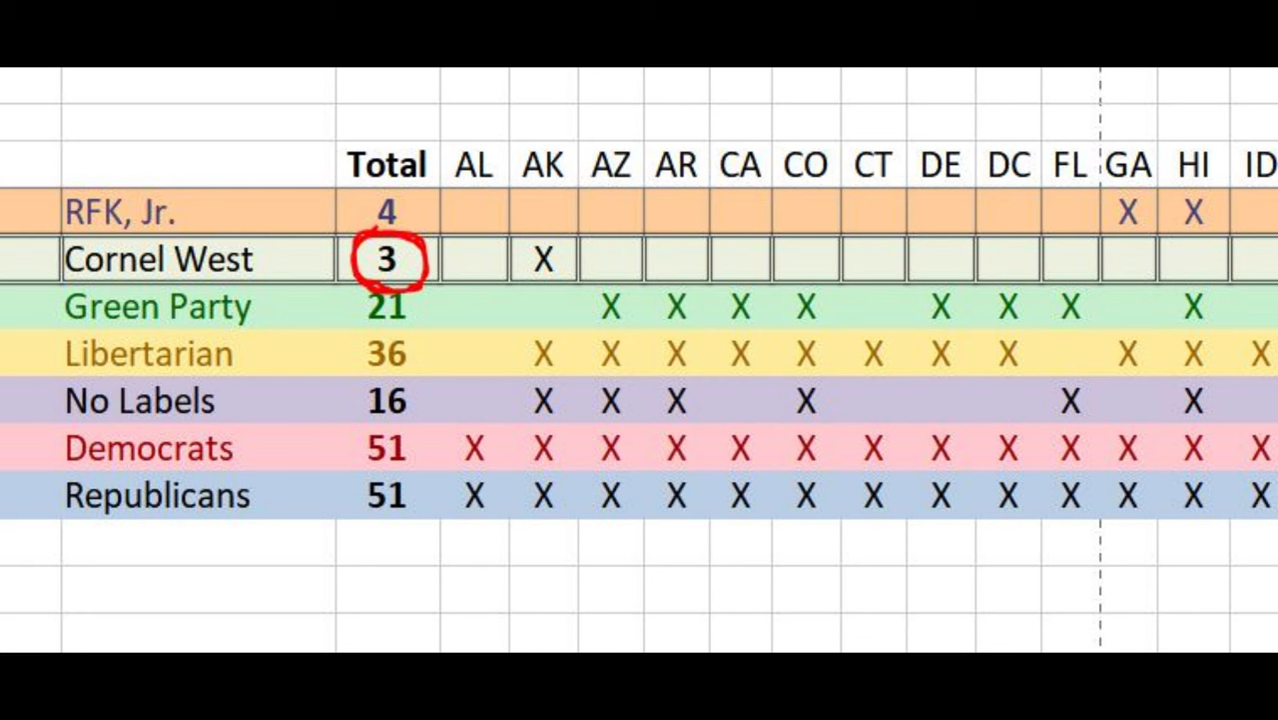 Total AL AK AZ AR CA CO CT DE DC FL GA HI ID
RFK, Jr. 4 X X
Cornel West 3 X
Green Party 21 X X X X X X X X
Libertarian 36 X X X X X X X X X X X
No Labels 16 X X X X X X
Democrats 51 X X X X X X X X X X X X X
Republicans 51 X X X X X X X X X X X X X